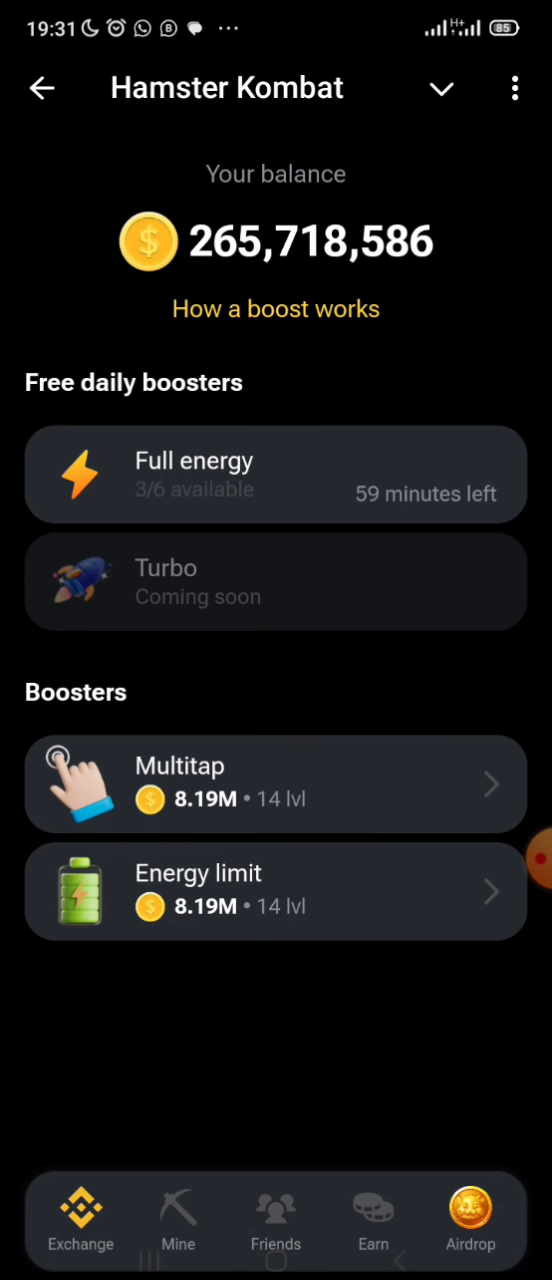 19:31
H+
85
Hamster Kombat
Your balance
265,718,586
How a boost works
Free daily boosters
Full energy
3/6 available
59 minutes left
Turbo
Coming soon
Boosters
Multitap
8.19M • 14 lvl
Energy limit
8.19M • 14 lvl
Exchange
Mine
Friends
Earn
Airdrop